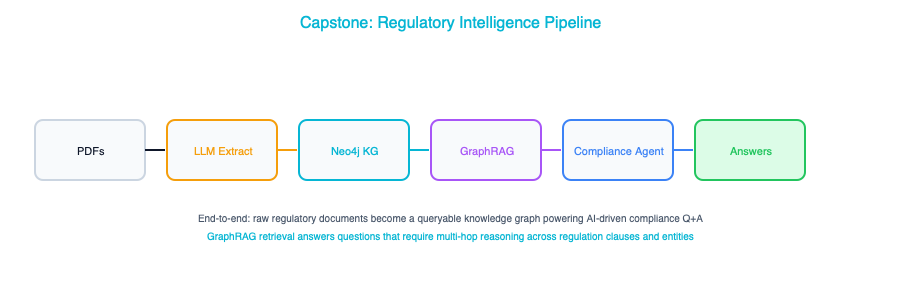 Capstone: Regulatory Intelligence Pipeline
PDFs
LLM Extract
Neo4j KG
GraphRAG
Compliance Agent
Answers
End-to-end: raw regulatory documents become a queryable knowledge graph powering AI-driven compliance Q+A
GraphRAG retrieval answers questions that require multi-hop reasoning across regulation clauses and entities